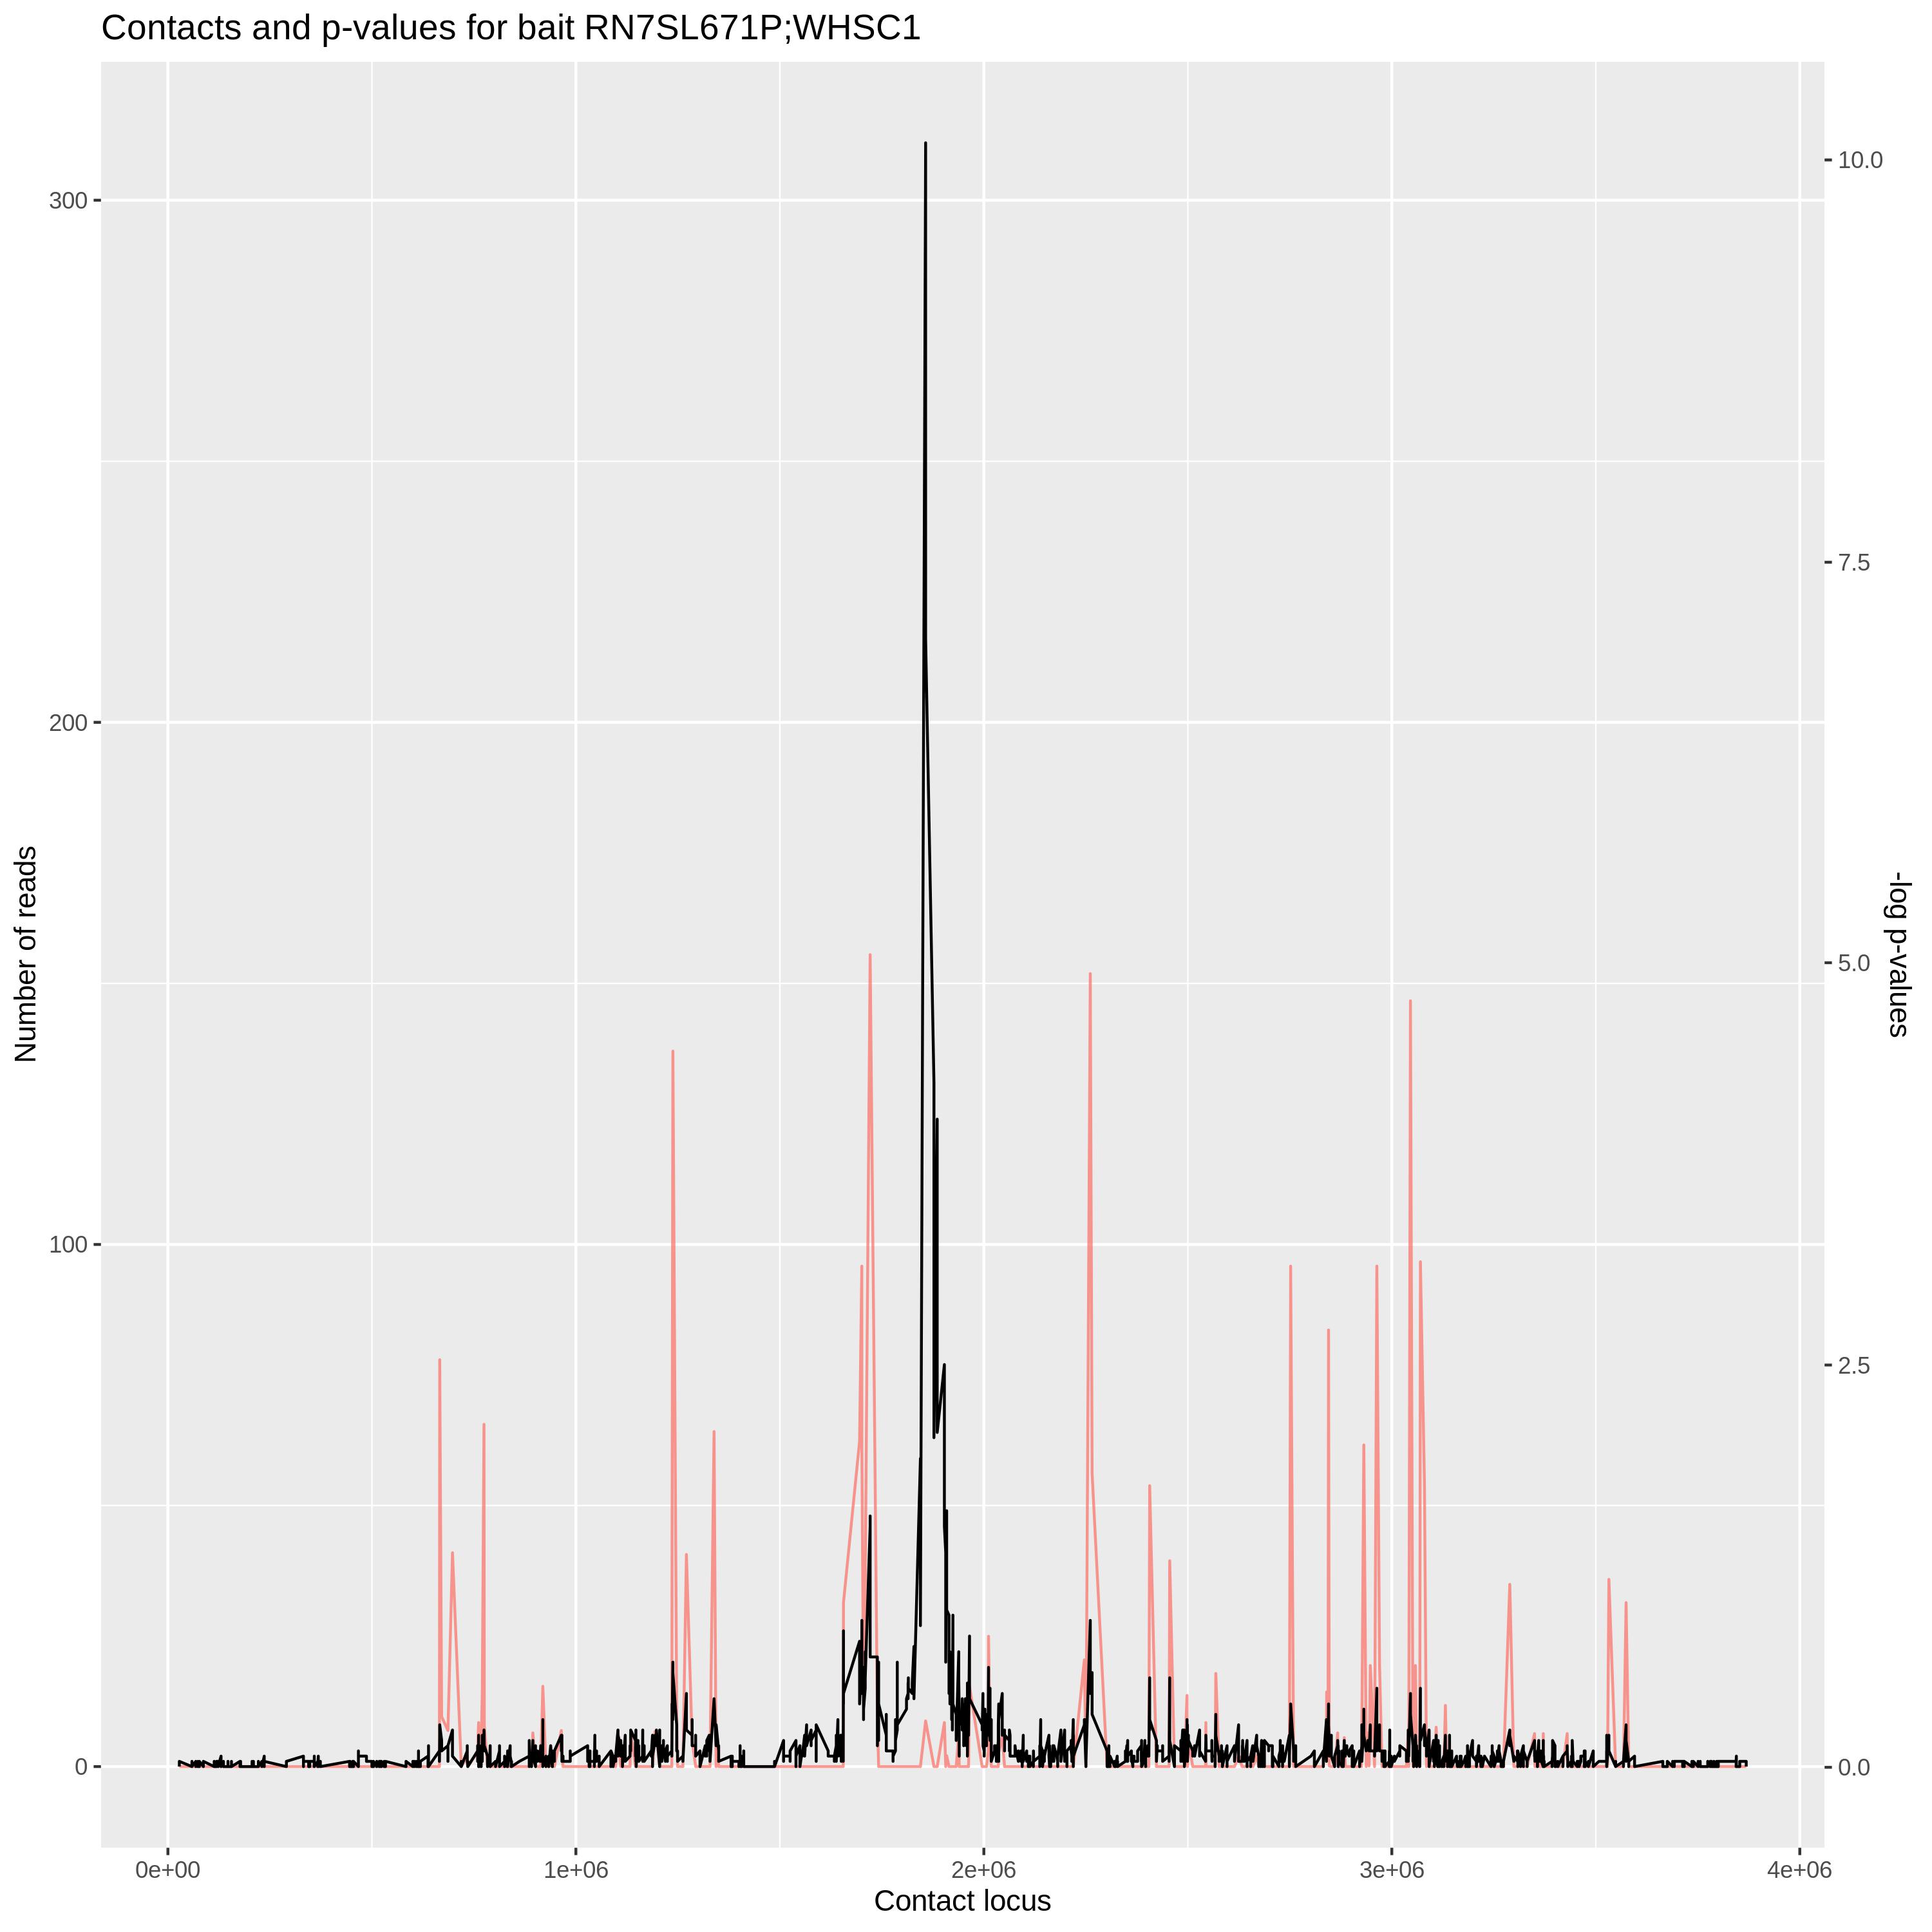 Contacts and p-values for bait RN7SL671P;WHSC1
300
200
100
0
Number of reads
10.0
7.5
5.0
2.5
0.0
-log p-values
0e+00
1e+06
2e+06
3e+06
4e+06
Contact locus